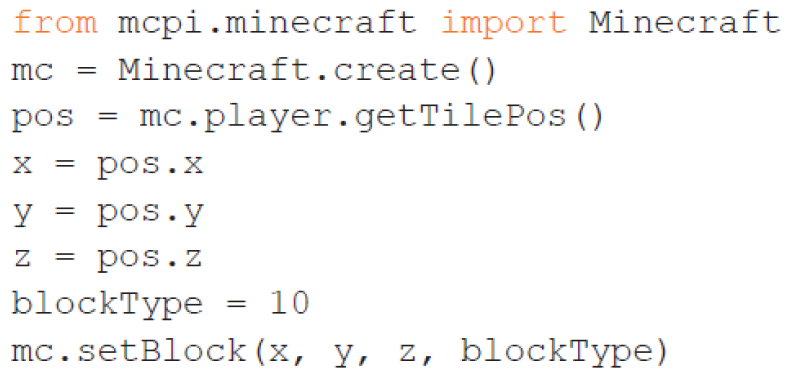 from mcpi.minecraft import Minecraft
mc = Minecraft.create()
pos = mc.player.getTilePos()
x = pos.x
y = pos.y
z = pos.z
blockType = 10
mc.setBlock(x, y, z, blockType)